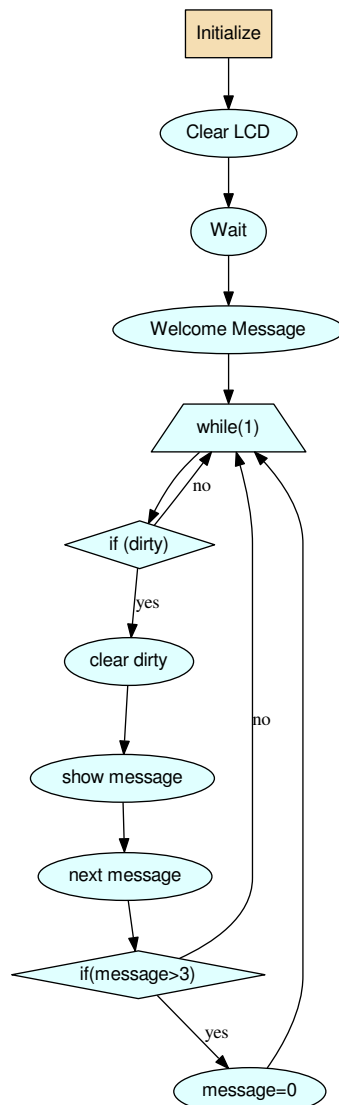 Initialize
Clear LCD
Wait
Welcome Message
while(1)
no
if (dirty)
yes
clear dirty
no
show message
next message
if(message>3)
yes
message=0